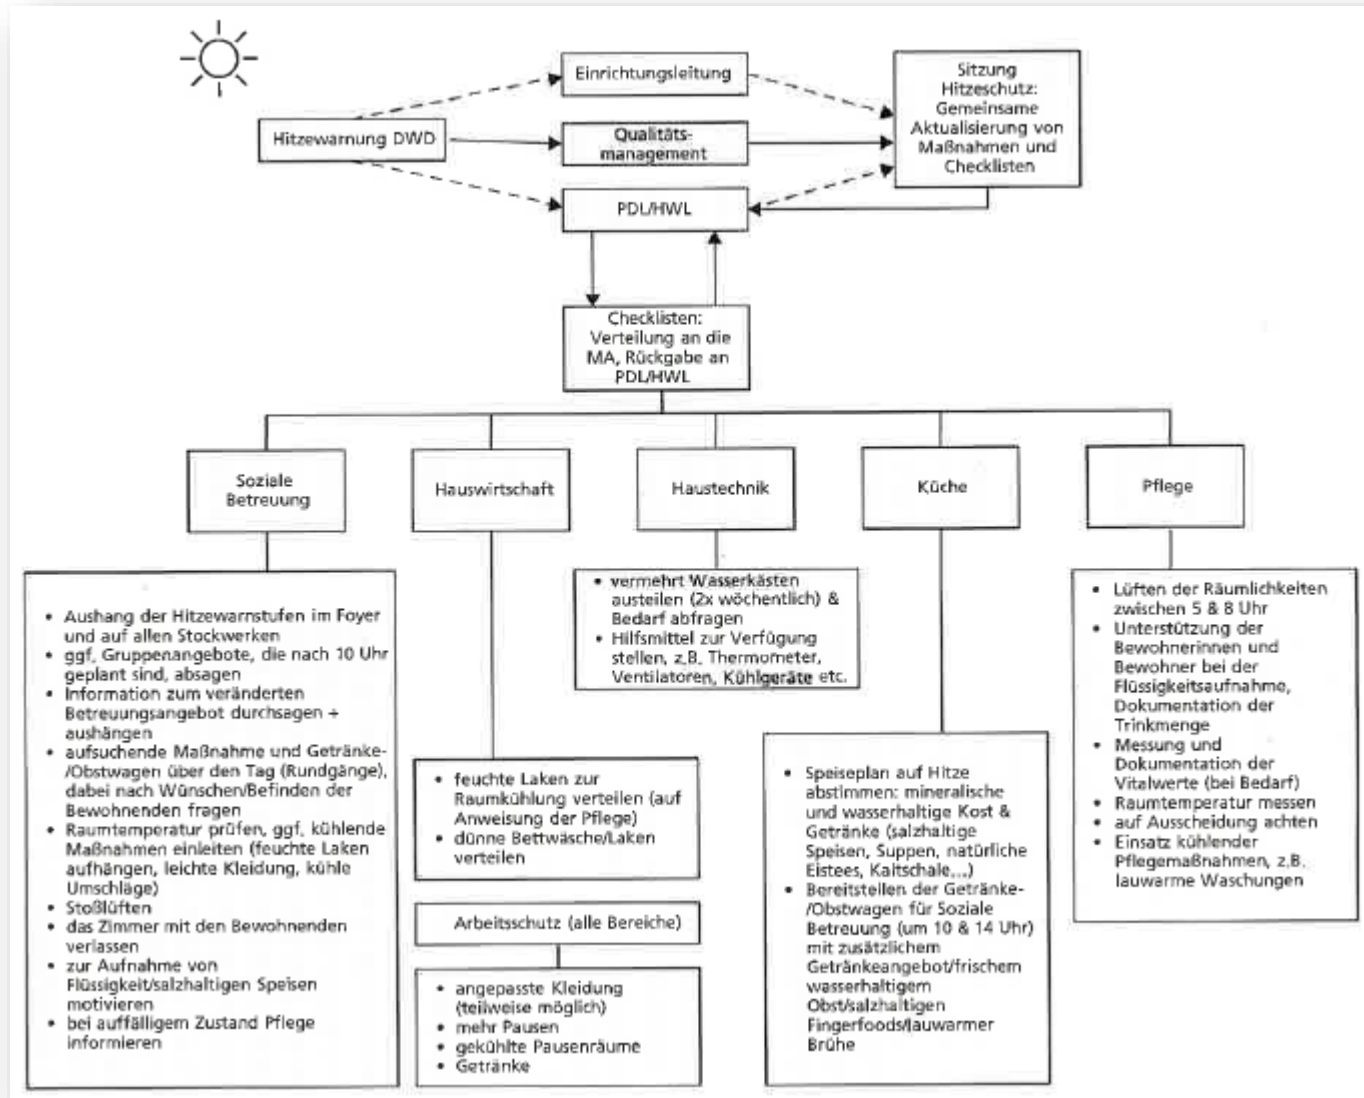 Einrichtungsleitung
Sitzung
Hitzeschutz:
Gemeinsame
Aktualisierung von
Maßnahmen und
Checklisten
Hitzewarnung DWD
Qualitäts-
management
PDL/HWL
Checklisten:
Verteilung an die
MA, Rückgabe an
PDL/HWL
Soziale
Betreuung
Hauswirtschaft
Haustechnik
Küche
Pflege
• Aushang der Hitzewarnstufen im Foyer
und auf allen Stockwerken
• ggf. Gruppenangebote, die nach 10 Uhr
geplant sind, absagen
• Information zum veränderten
Betreuungsangebot durchsagen +
aushängen
• aufsuchende Maßnahme und Getränke-
/Obstwagen über den Tag (Rundgänge),
dabei nach Wünschen/Befinden der
Bewohnenden fragen
• Raumtemperatur prüfen, ggf. kühlende
Maßnahmen einleiten (feuchte Laken
aufhängen, leichte Kleidung, kühle
Umschläge)
• Stoßlüften
• das Zimmer mit den Bewohnenden
verlassen
• zur Aufnahme von
Flüssigkeit/salzhaltigen Speisen
motivieren
• bei auffälligem Zustand Pflege
informieren
• feuchte Laken zur
Raumkühlung verteilen (auf
Anweisung der Pflege)
• dünne Bettwäsche/Laken
verteilen
Arbeitsschutz (alle Bereiche)
• angepasste Kleidung
(teilweise möglich)
• mehr Pausen
• gekühlte Pausenräume
• Getränke
• vermehrt Wasserkästen
austeilen (2x wöchentlich) &
Bedarf abfragen
• Hilfsmittel zur Verfügung
stellen, z.B. Thermometer,
Ventilatoren, Kühlgeräte etc.
• Speiseplan auf Hitze
abstimmen: mineralische
und wasserhaltige Kost &
Getränke (salzhaltige
Speisen, Suppen, natürliche
Eistees, Kaltschale...)
• Bereitstellen der Getränke-
/Obstwagen für Soziale
Betreuung (um 10 & 14 Uhr)
mit zusätzlichem
Getränkeangebot/frischem
wasserhaltigem
Obst/salzhaltigen
Fingerfoods/lauwarmer
Brühe
• Lüften der Räumlichkeiten
zwischen 5 & 8 Uhr
• Unterstützung der
Bewohnerinnen und
Bewohner bei der
Flüssigkeitsaufnahme,
Dokumentation der
Trinkmenge
• Messung und
Dokumentation der
Vitalwerte (bei Bedarf)
• Raumtemperatur messen
• auf Ausscheidung achten
• Einsatz kühlender
Pflegemaßnahmen, z.B.
lauwarme Waschungen